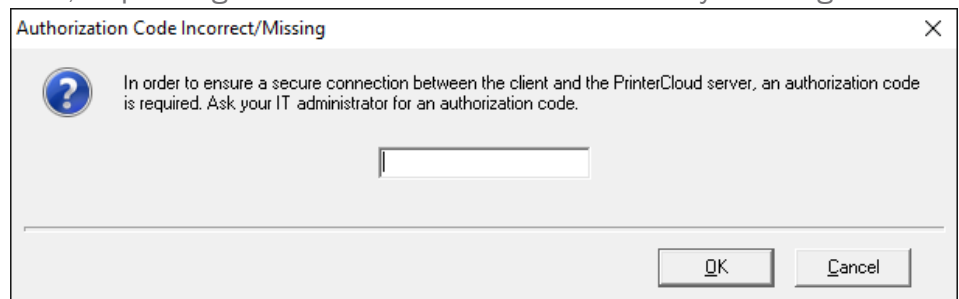 Authorization Code Incorrect/Missing
In order to ensure a secure connection between the client and the PrinterCloud server, an authorization code
is required. Ask your IT administrator for an authorization code.
OK
Cancel